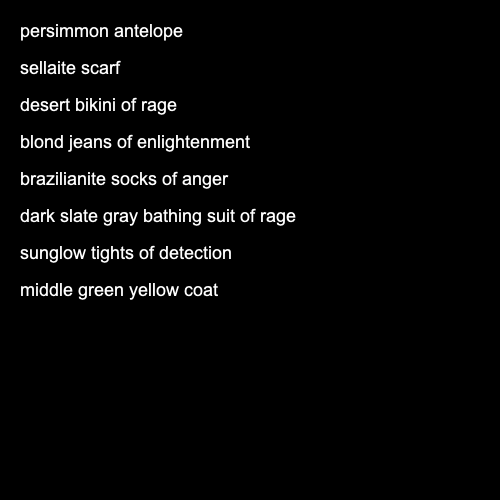 persimmon antelope
sellaite scarf
desert bikini of rage
blond jeans of enlightenment
brazilianite socks of anger
dark slate gray bathing suit of rage
sunglow tights of detection
middle green yellow coat